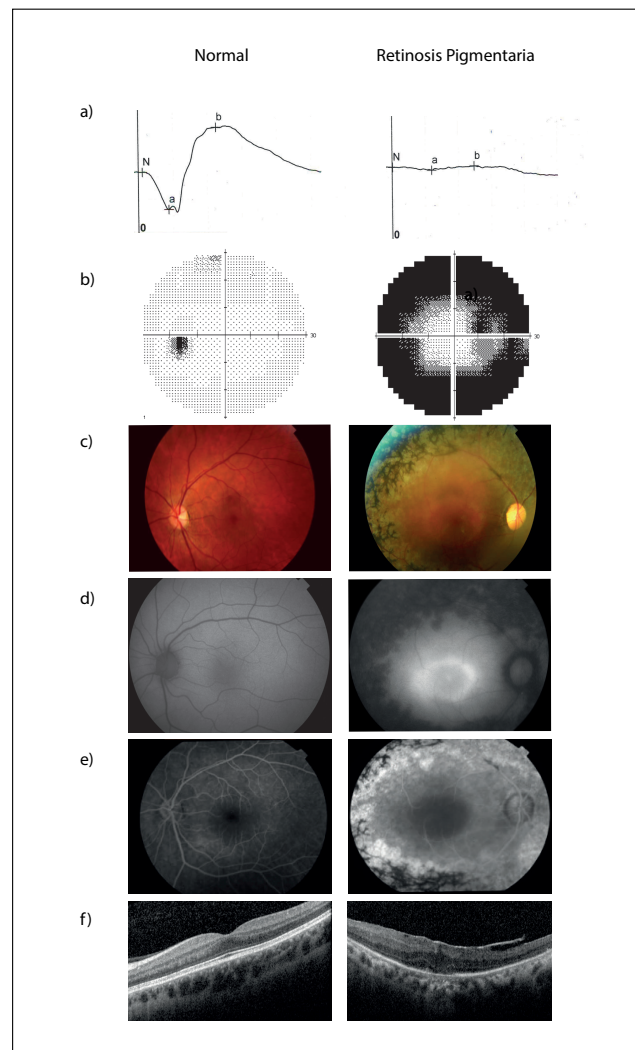 Normal Retinosis Pigmentaria
a)
N a b
0
N a b
0
b)
30
a)
30
c)
d)
e)
f)